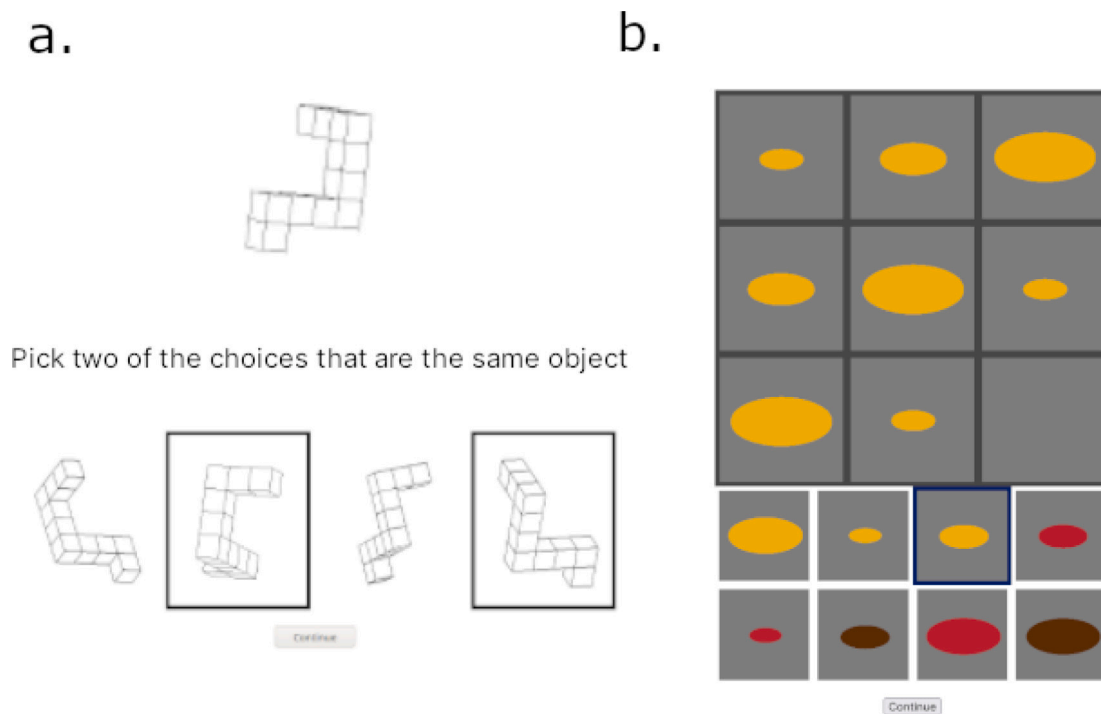 a.
b.
Pick two of the choices that are the same object
Continue
Continue